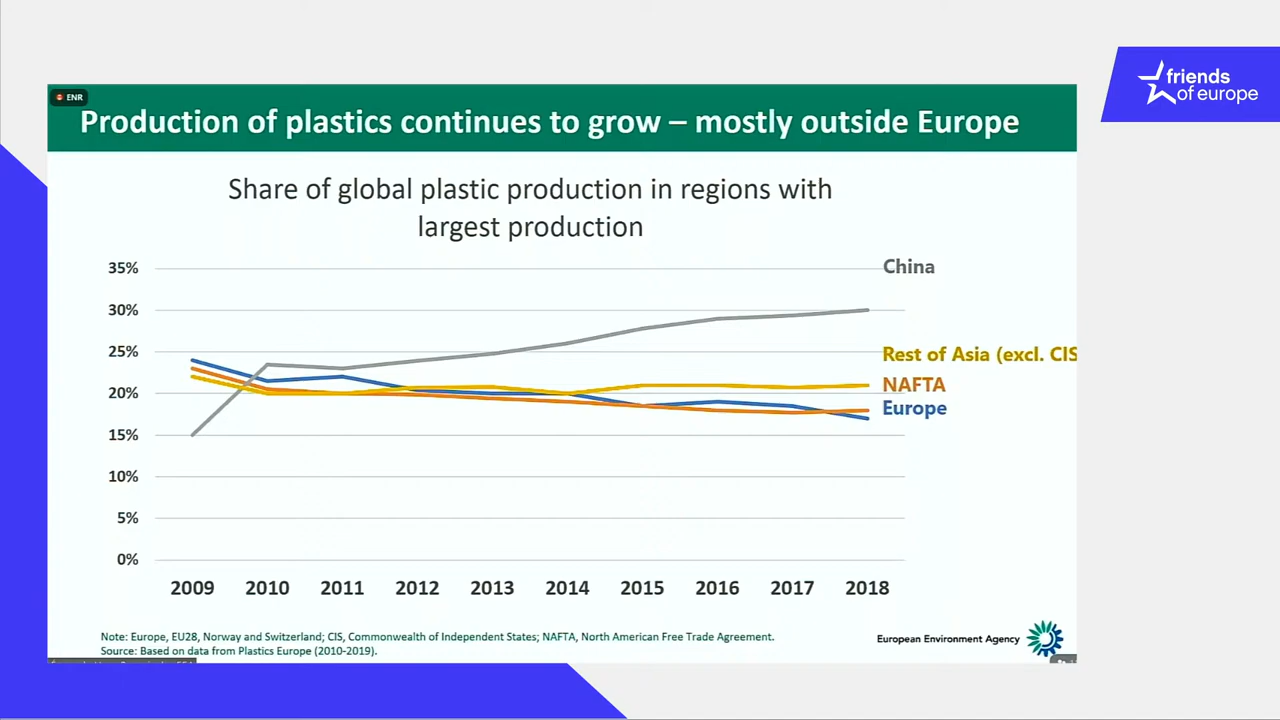 friends
of europe
ENR
Production of plastics continues to grow – mostly outside Europe
Share of global plastic production in regions with
largest production
35%
30%
25%
20%
15%
10%
5%
0%
China
Rest of Asia (excl. CIS
NAFTA
Europe
2009 2010 2011 2012 2013 2014 2015 2016 2017 2018
Note: Europe, EU28, Norway and Switzerland; CIS, Commonwealth of Independent States; NAFTA, North American Free Trade Agreement.
Source: Based on data from Plastics Europe (2010-2019).
European Environment Agency